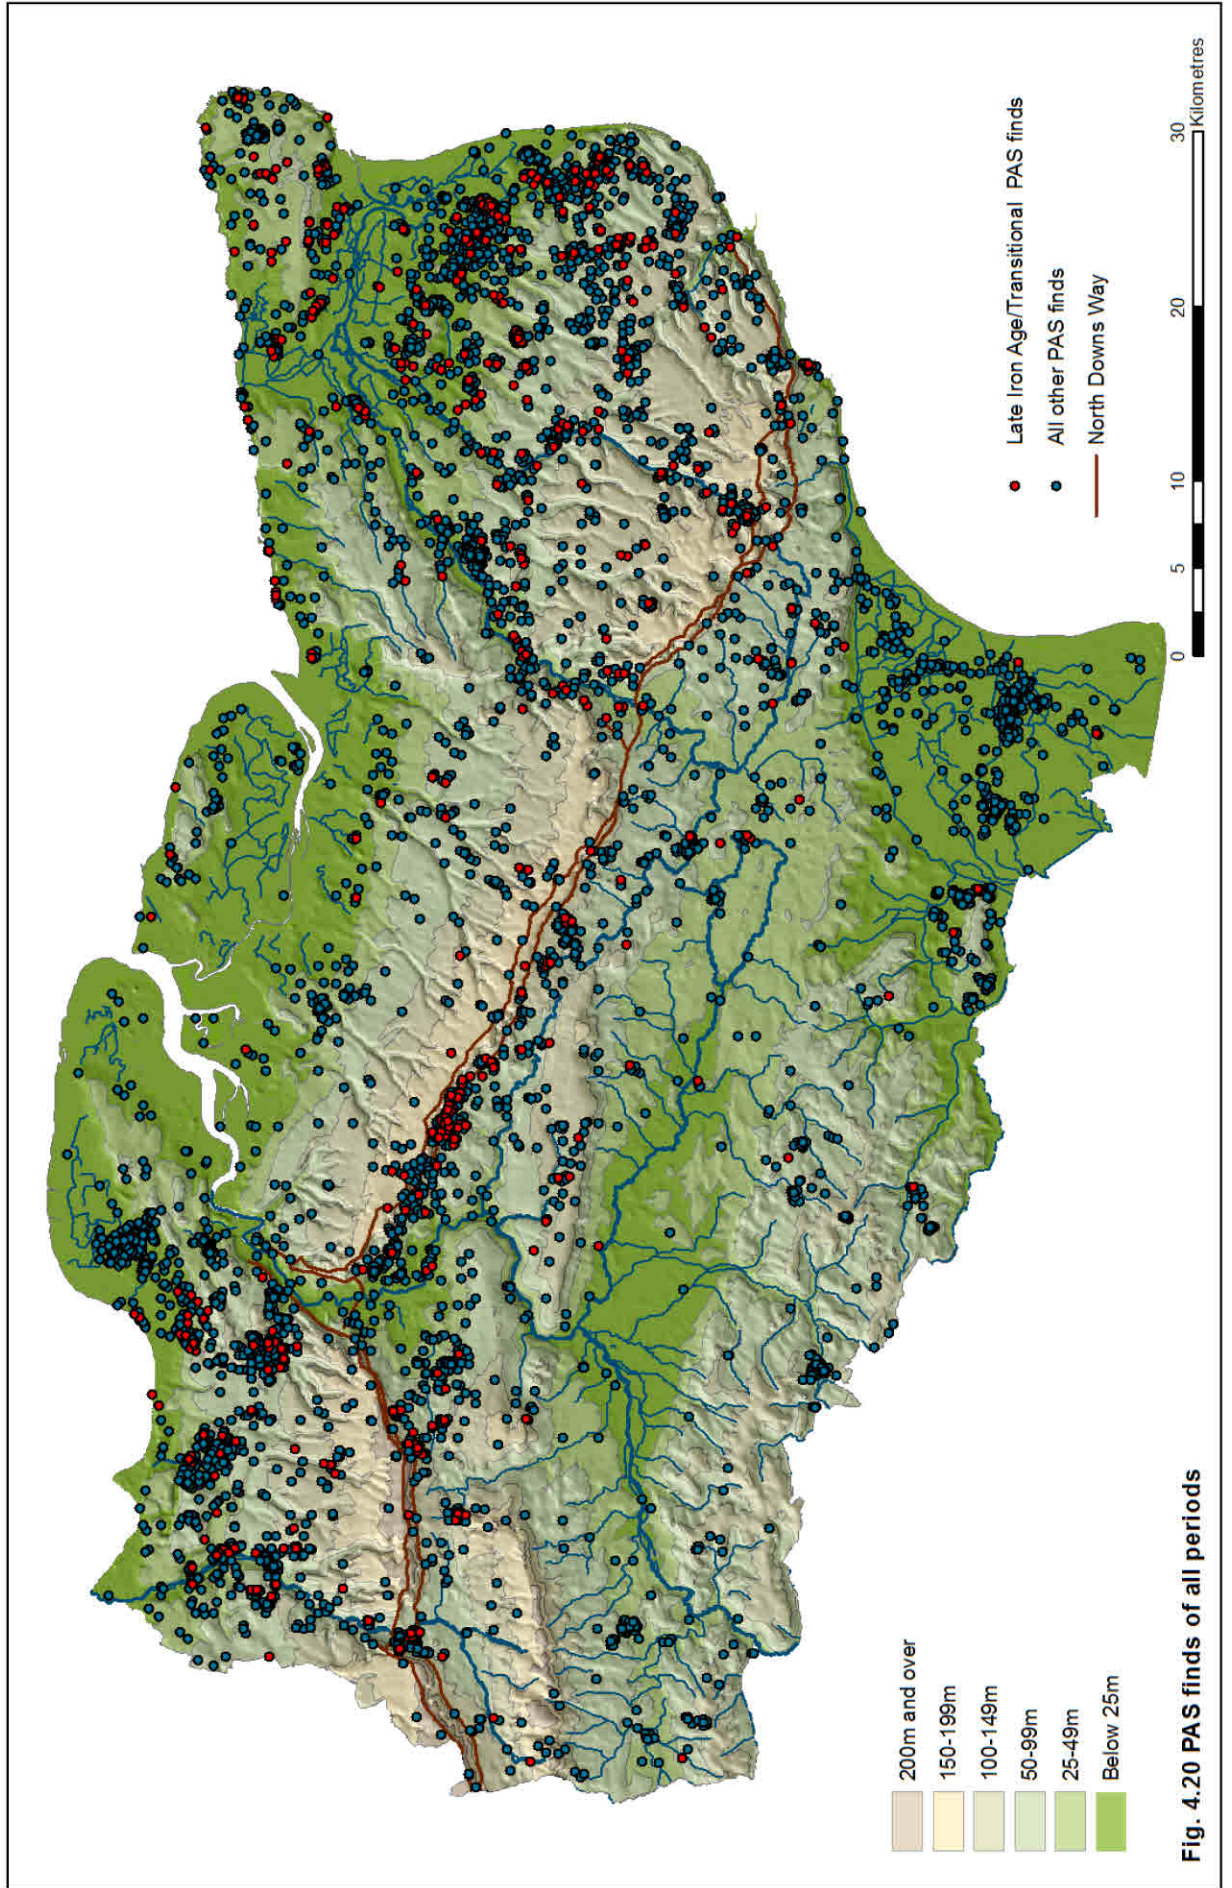 200m and over
150-199m
100-149m
50-99m
25-49m
Below 25m
Late Iron Age/Transitional PAS finds
All other PAS finds
North Downs Way
0 5 10 20 30
Kilometres
Fig. 4.20 PAS finds of all periods